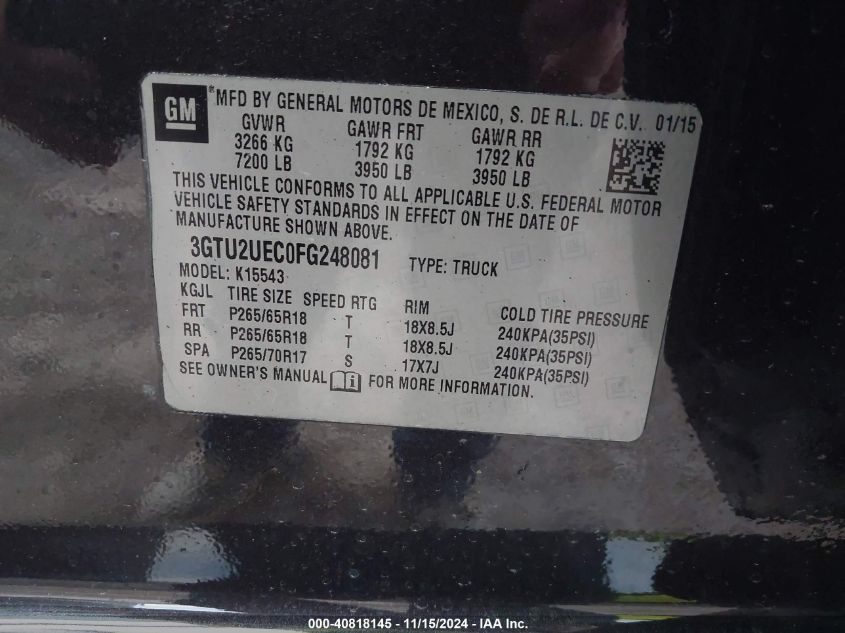 GM
*MFD BY GENERAL MOTORS DE MEXICO, S. DE R.L. DE C.V. 01/15
GVWR GAWR FRT GAWR RR
3266 KG 1792 KG 1792 KG
7200 LB 3950 LB 3950 LB
THIS VEHICLE CONFORMS TO ALL APPLICABLE U.S. FEDERAL MOTOR
VEHICLE SAFETY STANDARDS IN EFFECT ON THE DATE OF
MANUFACTURE SHOWN ABOVE.
3GTU2UEC0FG248081 TYPE: TRUCK
MODEL: K15543
KGJL TIRE SIZE SPEED RTG RIM COLD TIRE PRESSURE
FRT P265/65R18 T 18X8.5J 240KPA(35PSI)
RR P265/65R18 T 18X8.5J 240KPA(35PSI)
SPA P265/70R17 S 17X7J 240KPA(35PSI)
SEE OWNER'S MANUAL FOR MORE INFORMATION.
000-40818145 - 11/15/2024 - IAA Inc.